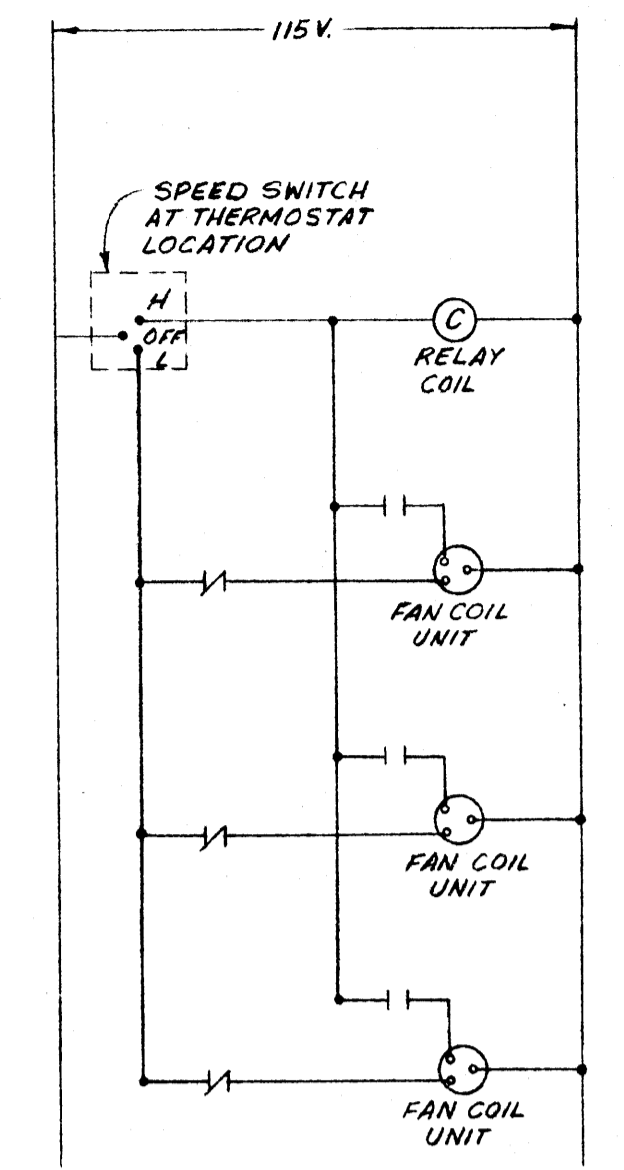 115 V.
SPEED SWITCH
AT THERMOSTAT
LOCATION
H
OFF
L
C
RELAY
COIL
FAN COIL
UNIT
FAN COIL
UNIT
FAN COIL
UNIT